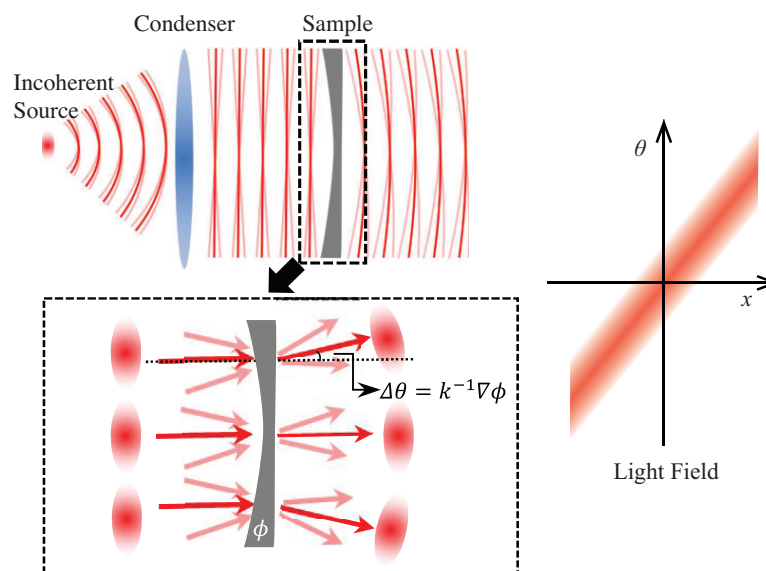 Condenser
Sample
Incoherent
Source
θ
x
Δθ = k⁻¹∇ϕ
ϕ
Light Field